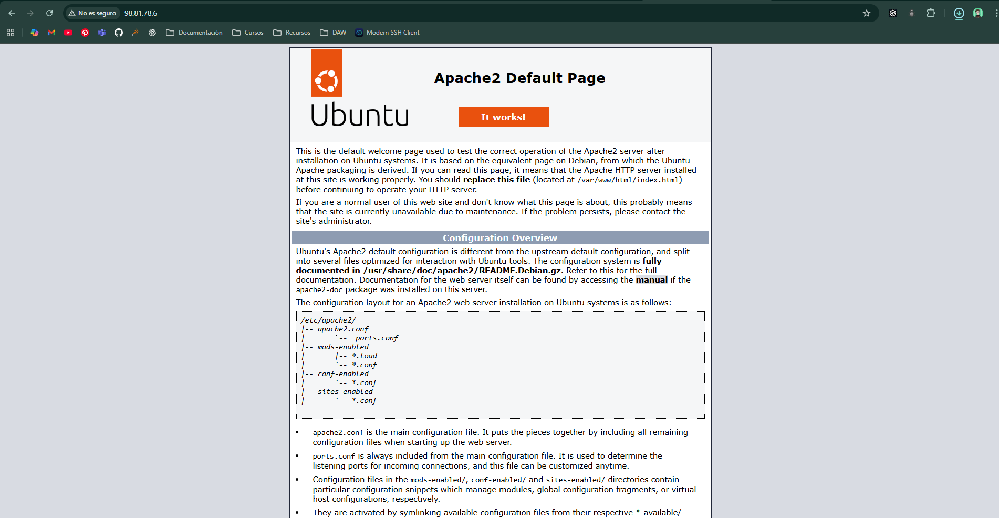 No es seguro 98.81.78.6
Documentación Cursos Recursos DAW Modern SSH Client
Ubuntu
Apache2 Default Page
It works!
This is the default welcome page used to test the correct operation of the Apache2 server after
installation on Ubuntu systems. It is based on the equivalent page on Debian, from which the Ubuntu
Apache packaging is derived. If you can read this page, it means that the Apache HTTP server installed
at this site is working properly. You should replace this file (located at /var/www/html/index.html)
before continuing to operate your HTTP server.
If you are a normal user of this web site and don't know what this page is about, this probably means
that the site is currently unavailable due to maintenance. If the problem persists, please contact the
site's administrator.
Configuration Overview
Ubuntu's Apache2 default configuration is different from the upstream default configuration, and split
into several files optimized for interaction with Ubuntu tools. The configuration system is fully
documented in /usr/share/doc/apache2/README.Debian.gz. Refer to this for the full
documentation. Documentation for the web server itself can be found by accessing the manual if the
apache2-doc package was installed on this server.
The configuration layout for an Apache2 web server installation on Ubuntu systems is as follows:
/etc/apache2/
|-- apache2.conf
|       `--  ports.conf
|-- mods-enabled
|       |-- *.load
|       `-- *.conf
|-- conf-enabled
|       `-- *.conf
|-- sites-enabled
|       `-- *.conf
• apache2.conf is the main configuration file. It puts the pieces together by including all remaining
configuration files when starting up the web server.
• ports.conf is always included from the main configuration file. It is used to determine the
listening ports for incoming connections, and this file can be customized anytime.
• Configuration files in the mods-enabled/, conf-enabled/ and sites-enabled/ directories contain
particular configuration snippets which manage modules, global configuration fragments, or virtual
host configurations, respectively.
• They are activated by symlinking available configuration files from their respective *-available/